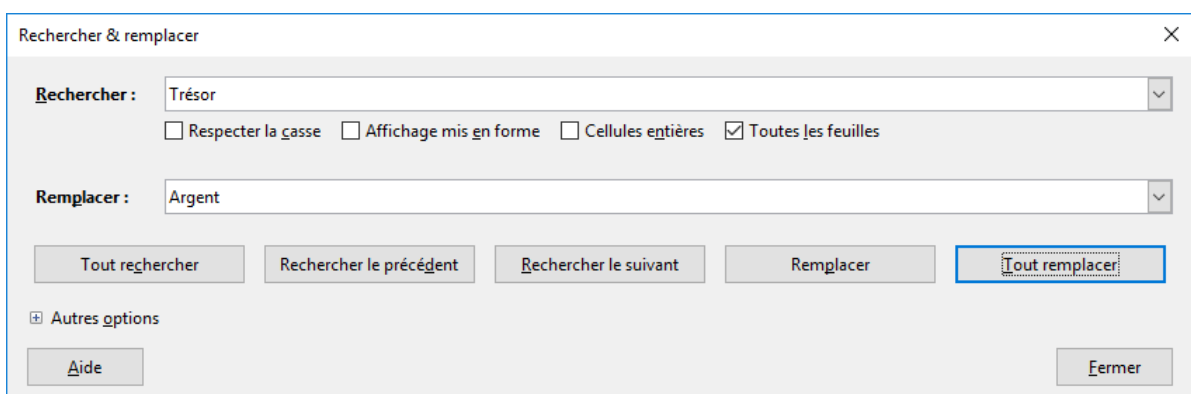 Rechercher & remplacer
Rechercher : Trésor
Respecter la casse Affichage mis en forme Cellules entières Toutes les feuilles
Remplacer : Argent
Tout rechercher Rechercher le précédent Rechercher le suivant Remplacer Tout remplacer
Autres options
Aide Fermer